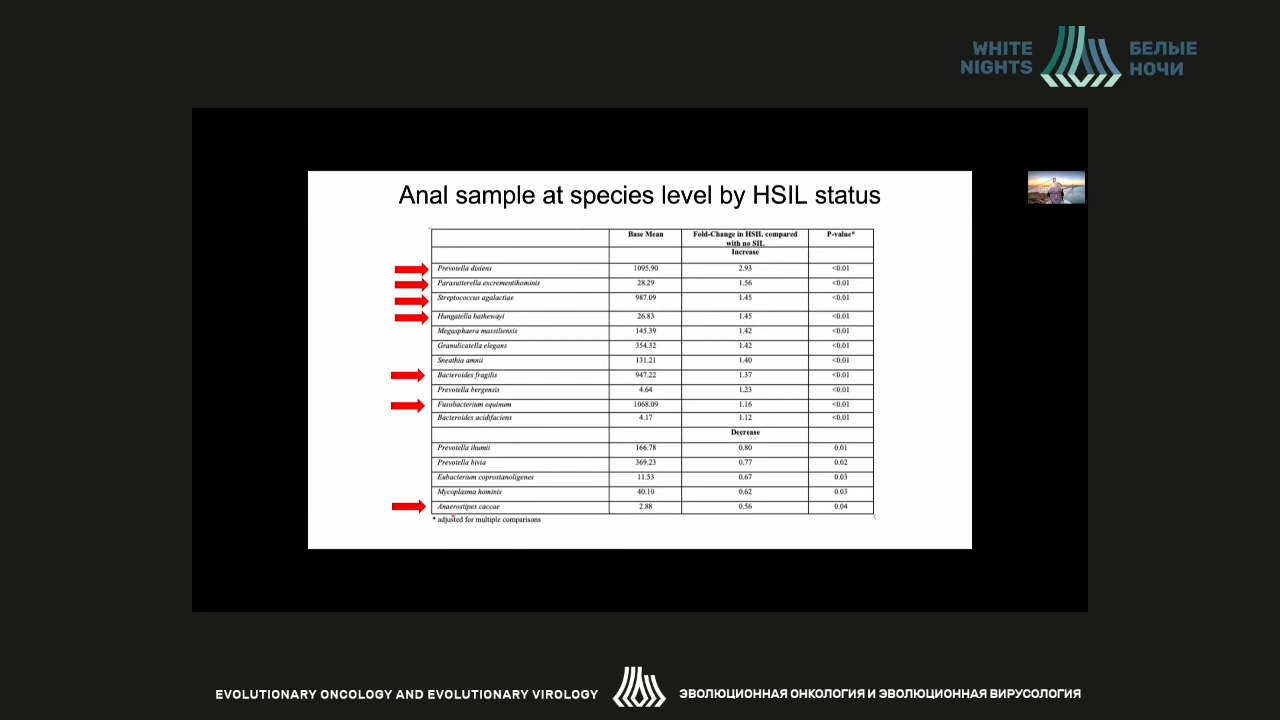 WHITE NIGHTS
БЕЛЫЕ НОЧИ
Anal sample at species level by HSIL status
Base Mean Fold-Change in HSIL compared with no SIL P-value*
Increase
Prevotella disiens 1095.90 2.93 <0.01
Parasutterella excrementihominis 28.29 1.56 <0.01
Streptococcus agalactiae 987.09 1.45 <0.01
Hungatella hathewayi 26.83 1.45 <0.01
Megasphaera massiliensis 145.39 1.42 <0.01
Granulicatella elegans 354.32 1.42 <0.01
Sneathia amnii 131.21 1.40 <0.01
Bacteroides fragilis 947.22 1.37 <0.01
Prevotella bergensis 4.64 1.23 <0.01
Fusobacterium equinum 1068.09 1.16 <0.01
Bacteroides acidifaciens 4.17 1.12 <0.01
Decrease
Prevotella ihumii 166.78 0.80 0.01
Prevotella bivia 369.23 0.77 0.02
Eubacterium coprostanoligenes 11.53 0.67 0.03
Mycoplasma hominis 40.10 0.62 0.03
Anaerostipes caccae 2.88 0.56 0.04
* adjusted for multiple comparisons
EVOLUTIONARY ONCOLOGY AND EVOLUTIONARY VIROLOGY
ЭВОЛЮЦИОННАЯ ОНКОЛОГИЯ И ЭВОЛЮЦИОННАЯ ВИРУСОЛОГИЯ